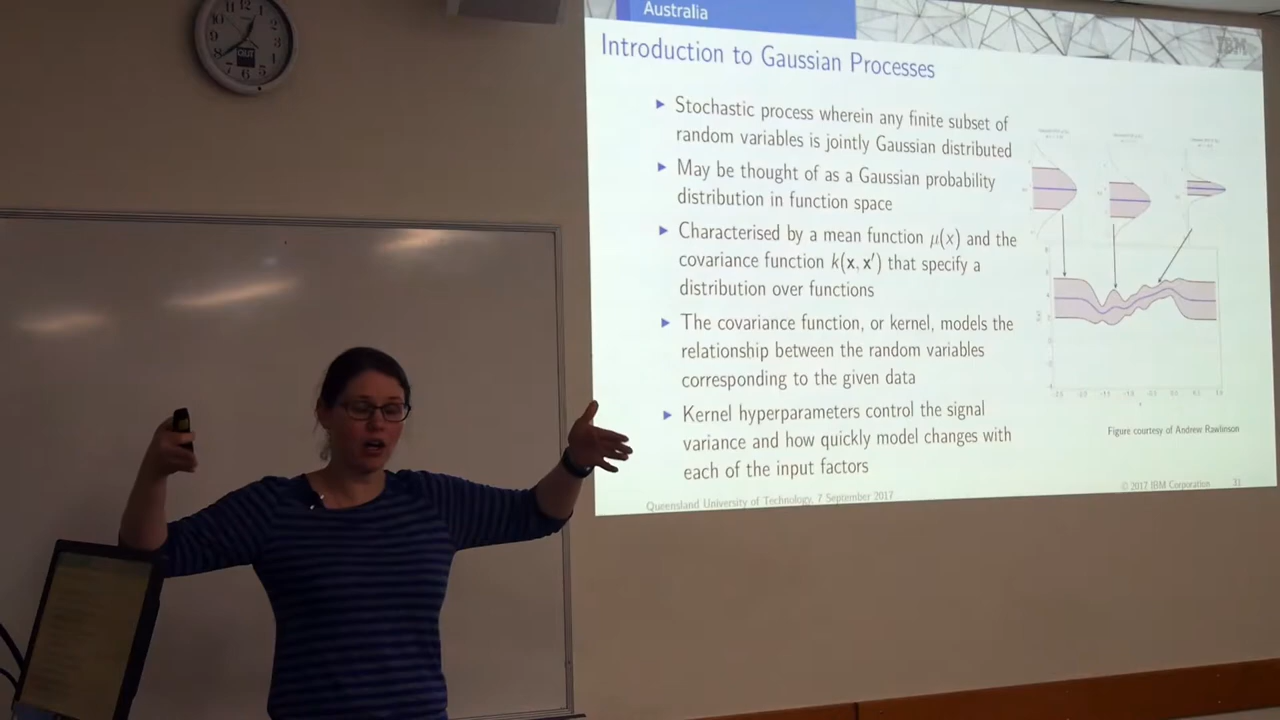 Australia
IBM
Introduction to Gaussian Processes
Stochastic process wherein any finite subset of
random variables is jointly Gaussian distributed
May be thought of as a Gaussian probability
distribution in function space
Characterised by a mean function μ(x) and the
covariance function k(x, x′) that specify a
distribution over functions
The covariance function, or kernel, models the
relationship between the random variables
corresponding to the given data
Kernel hyperparameters control the signal
variance and how quickly model changes with
each of the input factors
Figure courtesy of Andrew Rawlinson
Queensland University of Technology, 7 September 2017
© 2017 IBM Corporation 31
OUT